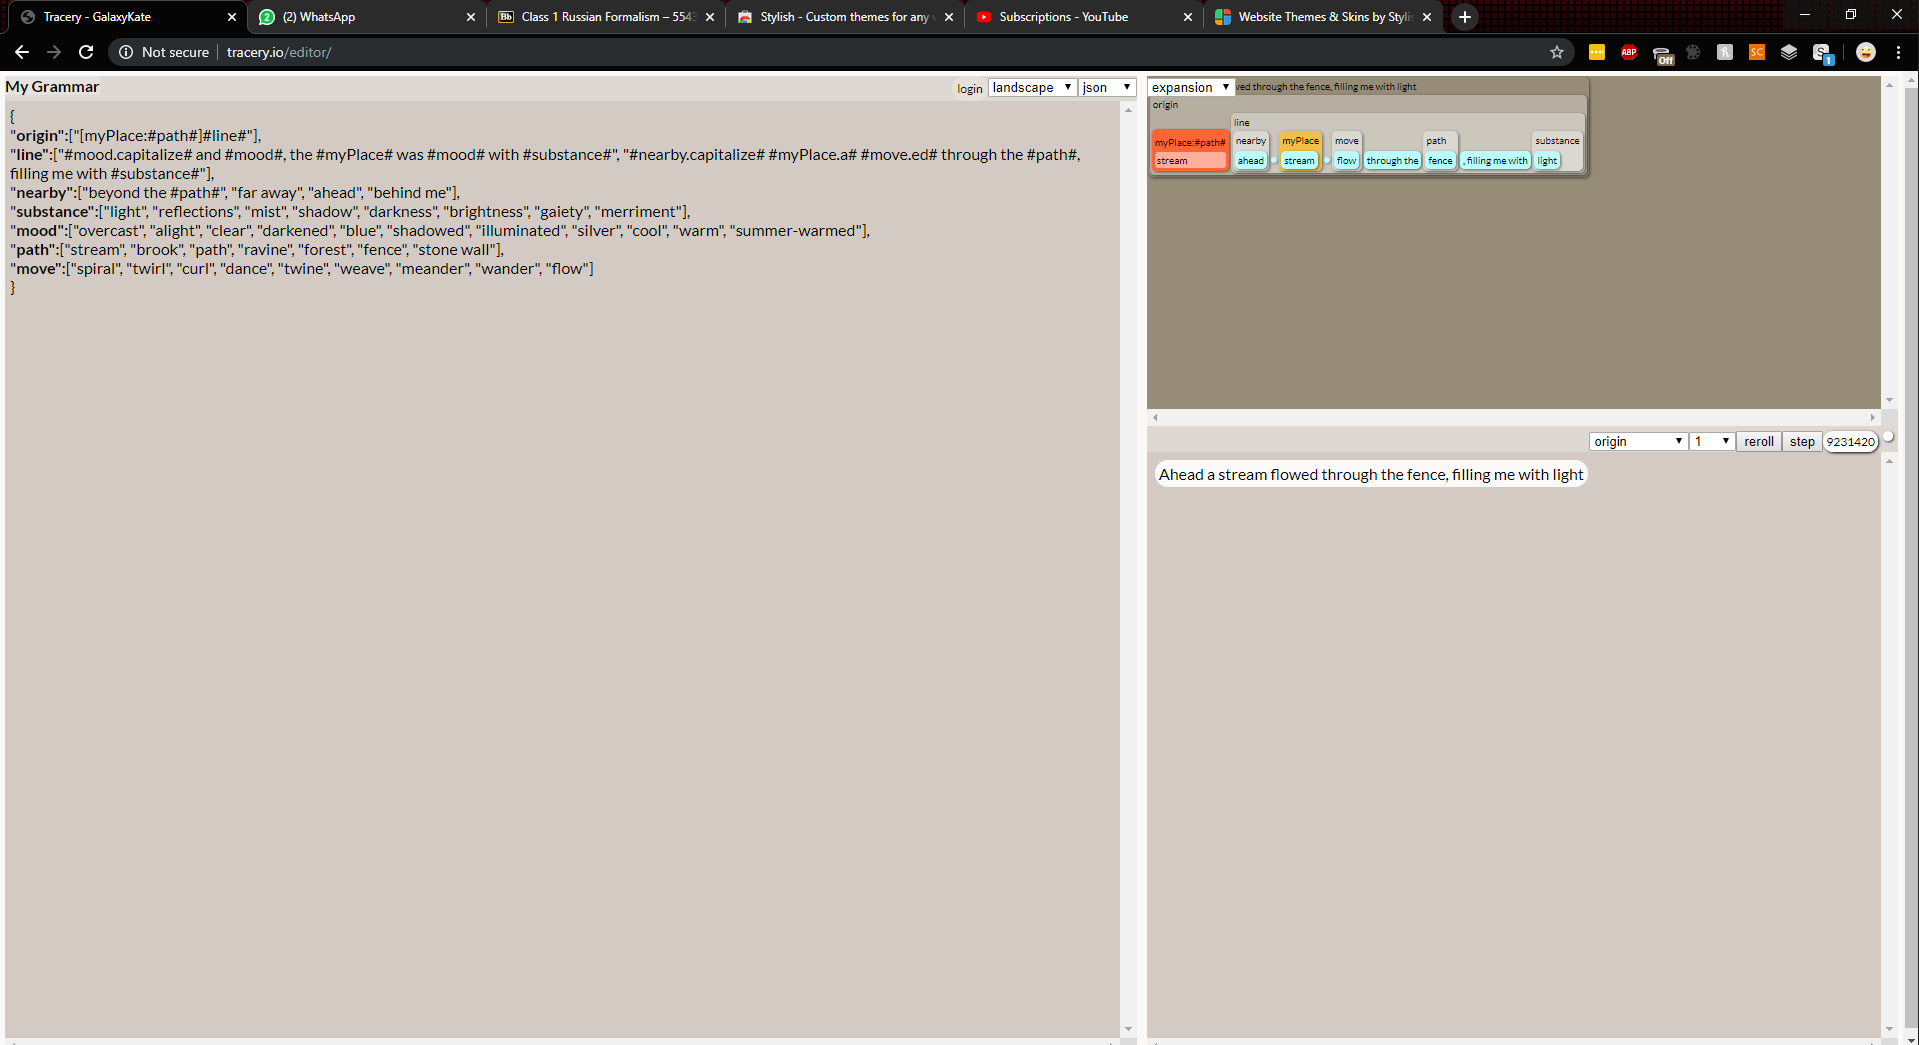 Tracery - GalaxyKate
(2) WhatsApp
Class 1 Russian Formalism – 5543
Stylish - Custom themes for any
Subscriptions - YouTube
Website Themes & Skins by Styli
Not secure
tracery.io/editor/
ABP
Off
SC
1
My Grammar
login
landscape
json
{
"origin":["[myPlace:#path#]#line#"],
"line":["#mood.capitalize# and #mood#, the #myPlace# was #mood# with #substance#", "#nearby.capitalize# #myPlace.a# #move.ed# through the #path#,
filling me with #substance#"],
"nearby":["beyond the #path#", "far away", "ahead", "behind me"],
"substance":["light", "reflections", "mist", "shadow", "darkness", "brightness", "gaiety", "merriment"],
"mood":["overcast", "alight", "clear", "darkened", "blue", "shadowed", "illuminated", "silver", "cool", "warm", "summer-warmed"],
"path":["stream", "brook", "path", "ravine", "forest", "fence", "stone wall"],
"move":["spiral", "twirl", "curl", "dance", "twine", "weave", "meander", "wander", "flow"]
}
expansion
ved through the fence, filling me with light
origin
line
myPlace:#path# nearby myPlace move path substance
stream ahead stream flow through the fence , filling me with light
origin
1
reroll
step
9231420
Ahead a stream flowed through the fence, filling me with light